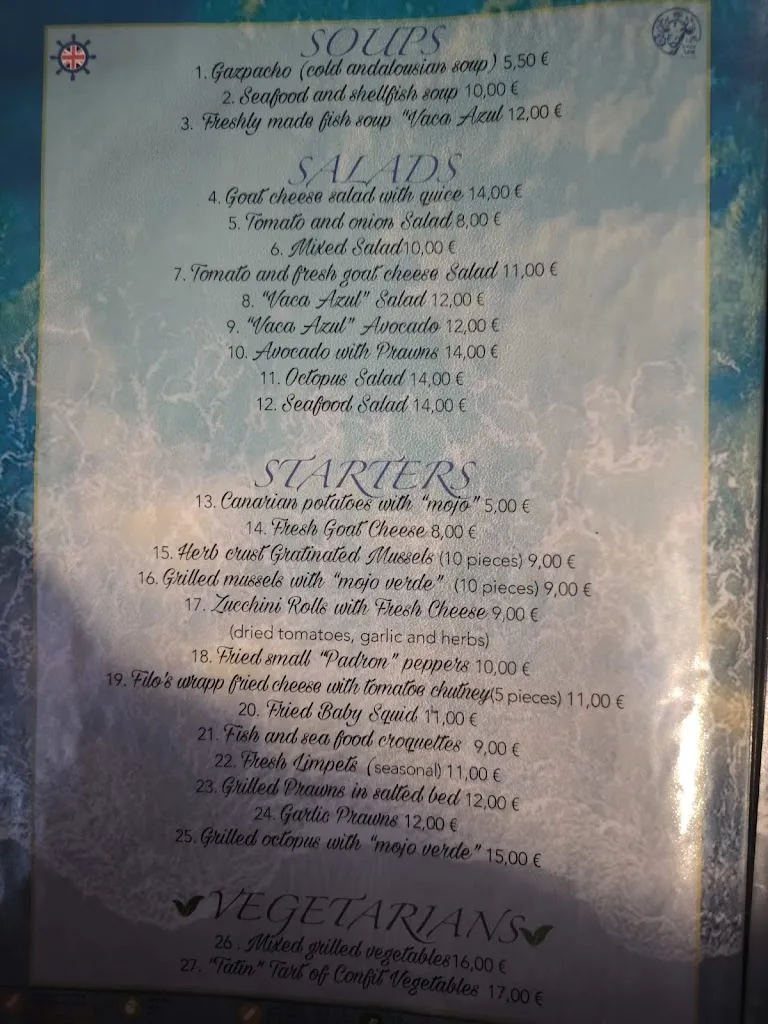 SOUPS
1. Gazpacho (cold andalousian soup) 5,50 €
2. Seafood and shellfish soup 10,00 €
3. Freshly made fish soup "Vaca Azul 12,00 €
SALADS
4. Goat cheese salad with quice 14,00 €
5. Tomato and onion Salad 8,00 €
6. Mixed Salad10,00 €
7. Tomato and fresh goat cheese Salad 11,00 €
8. "Vaca Azul" Salad 12,00 €
9. "Vaca Azul" Avocado 12,00 €
10. Avocado with Prawns 14,00 €
11. Octopus Salad 14,00 €
12. Seafood Salad 14,00 €
STARTERS
13. Canarian potatoes with "mojo" 5,00 €
14. Fresh Goat Cheese 8,00 €
15. Herb crust Gratinated Mussels (10 pieces) 9,00 €
16. Grilled mussels with "mojo verde" (10 pieces) 9,00 €
17. Zucchini Rolls with Fresh Cheese 9,00 €
(dried tomatoes, garlic and herbs)
18. Fried small "Padron" peppers 10,00 €
19. Filo's wrapp fried cheese with tomatoe chutney(5 pieces) 11,00 €
20. Fried Baby Squid 11,00 €
21. Fish and sea food croquettes 9,00 €
22. Fresh Limpets (seasonal) 11,00 €
23. Grilled Prawns in salted bed 12,00 €
24. Garlic Prawns 12,00 €
25. Grilled octopus with "mojo verde" 15,00 €
VEGETARIANS
26. Mixed grilled vegetables16,00 €
27. "Tatin" Tart of Confit Vegetables 17,00 €